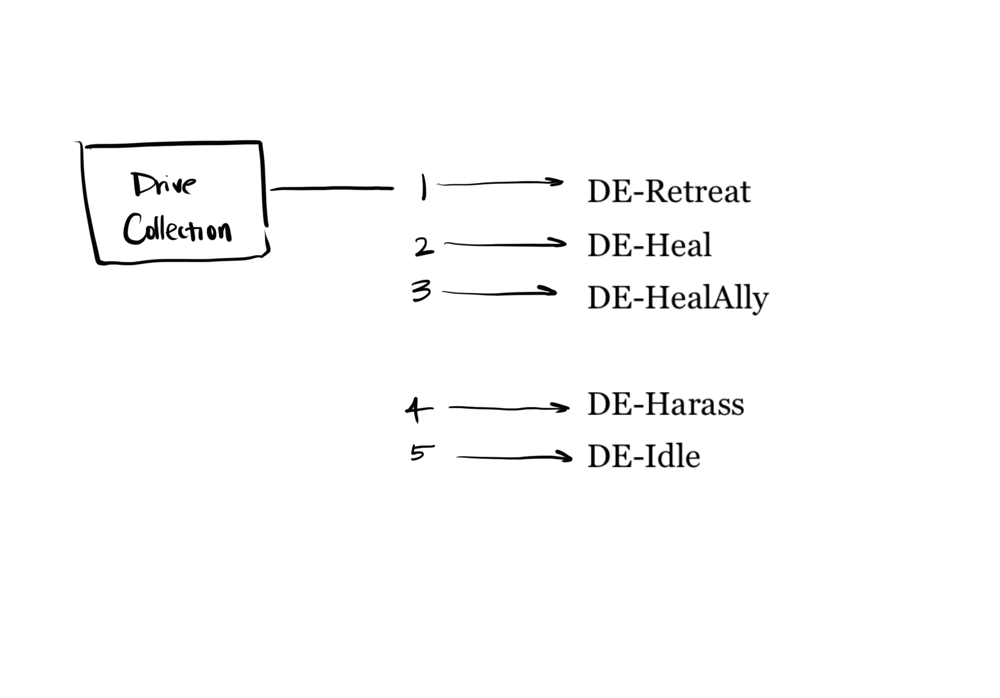 Drive
Collection
1 DE-Retreat
2 DE-Heal
3 DE-HealAlly
4 DE-Harass
5 DE-Idle